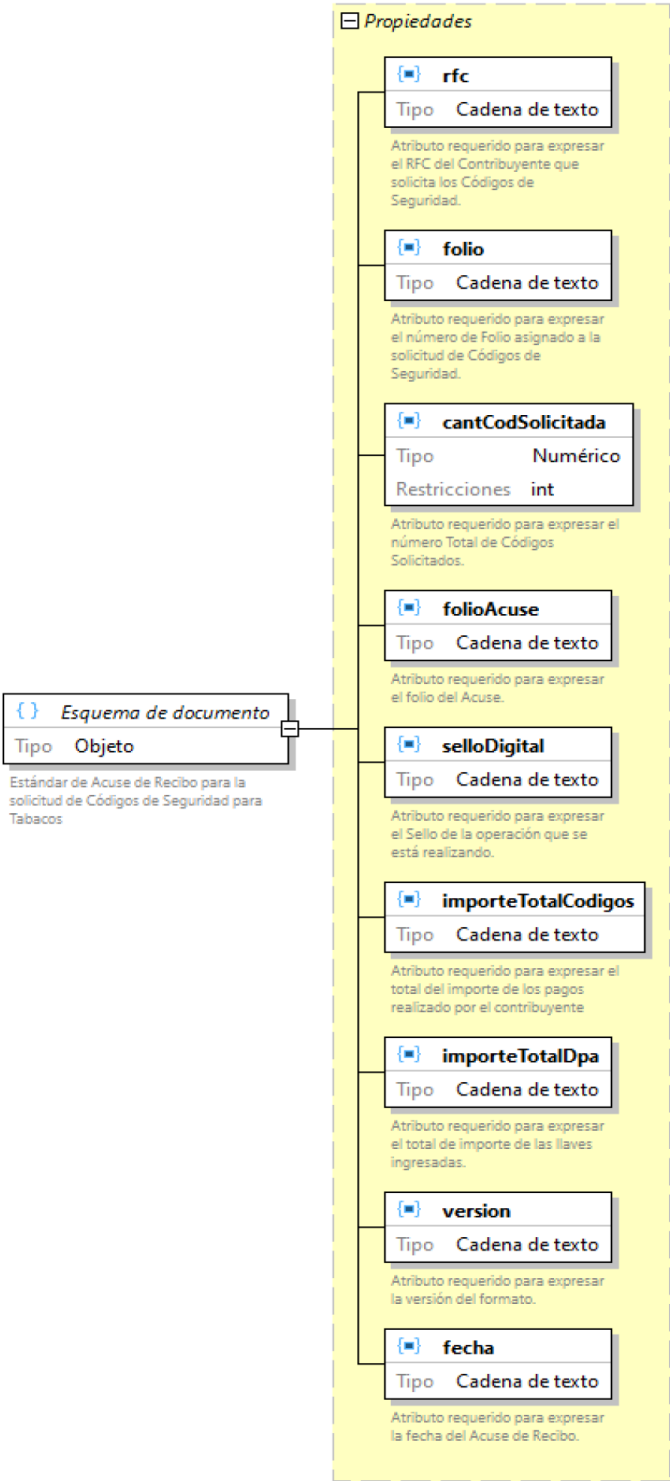 Propiedades
rfc
Tipo Cadena de texto
Atributo requerido para expresar
el RFC del Contribuyente que
solicita los Códigos de
Seguridad.
folio
Tipo Cadena de texto
Atributo requerido para expresar
el número de Folio asignado a la
solicitud de Códigos de
Seguridad.
cantCodSolicitada
Tipo Numérico
Restricciones int
Atributo requerido para expresar el
número Total de Códigos
Solicitados.
folioAcuse
Tipo Cadena de texto
Atributo requerido para expresar
el folio del Acuse.
Esquema de documento
Tipo Objeto
Estándar de Acuse de Recibo para la
solicitud de Códigos de Seguridad para
Tabacos
selloDigital
Tipo Cadena de texto
Atributo requerido para expresar
el Sello de la operación que se
está realizando.
importeTotalCodigos
Tipo Cadena de texto
Atributo requerido para expresar el
total del importe de los pagos
realizado por el contribuyente
importeTotalDpa
Tipo Cadena de texto
Atributo requerido para expresar
el total de importe de las llaves
ingresadas.
version
Tipo Cadena de texto
Atributo requerido para expresar
la versión del formato.
fecha
Tipo Cadena de texto
Atributo requerido para expresar
la fecha del Acuse de Recibo.